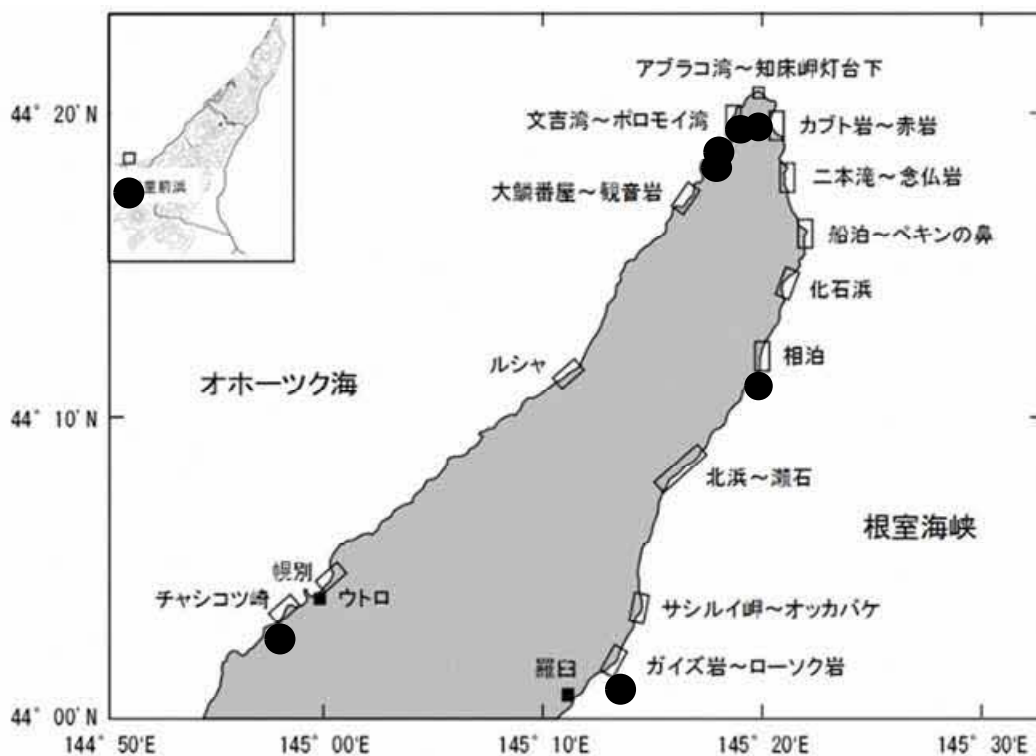 アブラコ湾～知床岬灯台下
44° 20' N
文吉湾～ポロモイ湾
カブト岩～赤岩
前浜
大鱗番屋～観音岩
二本滝～念仏岩
船泊～ペキンの鼻
化石浜
ルシャ
相泊
オホーツク海
44° 10' N
北浜～瀬石
根室海峡
幌別
チャシコツ崎
ウトロ
サシルイ岬～オッカバケ
羅臼
ガイズ岩～ローソク岩
44° 00' N
144° 50'E
145° 00'E
145° 10'E
145° 20'E
145° 30'E